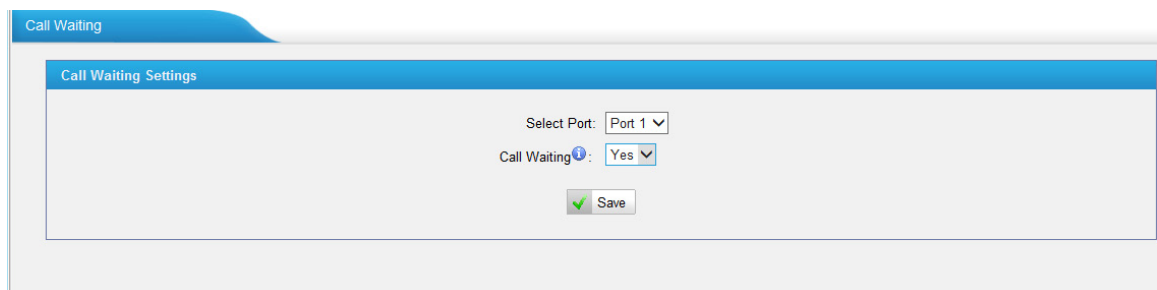 Call Waiting
Call Waiting Settings
Select Port: Port 1
Call Waiting i : Yes
Save